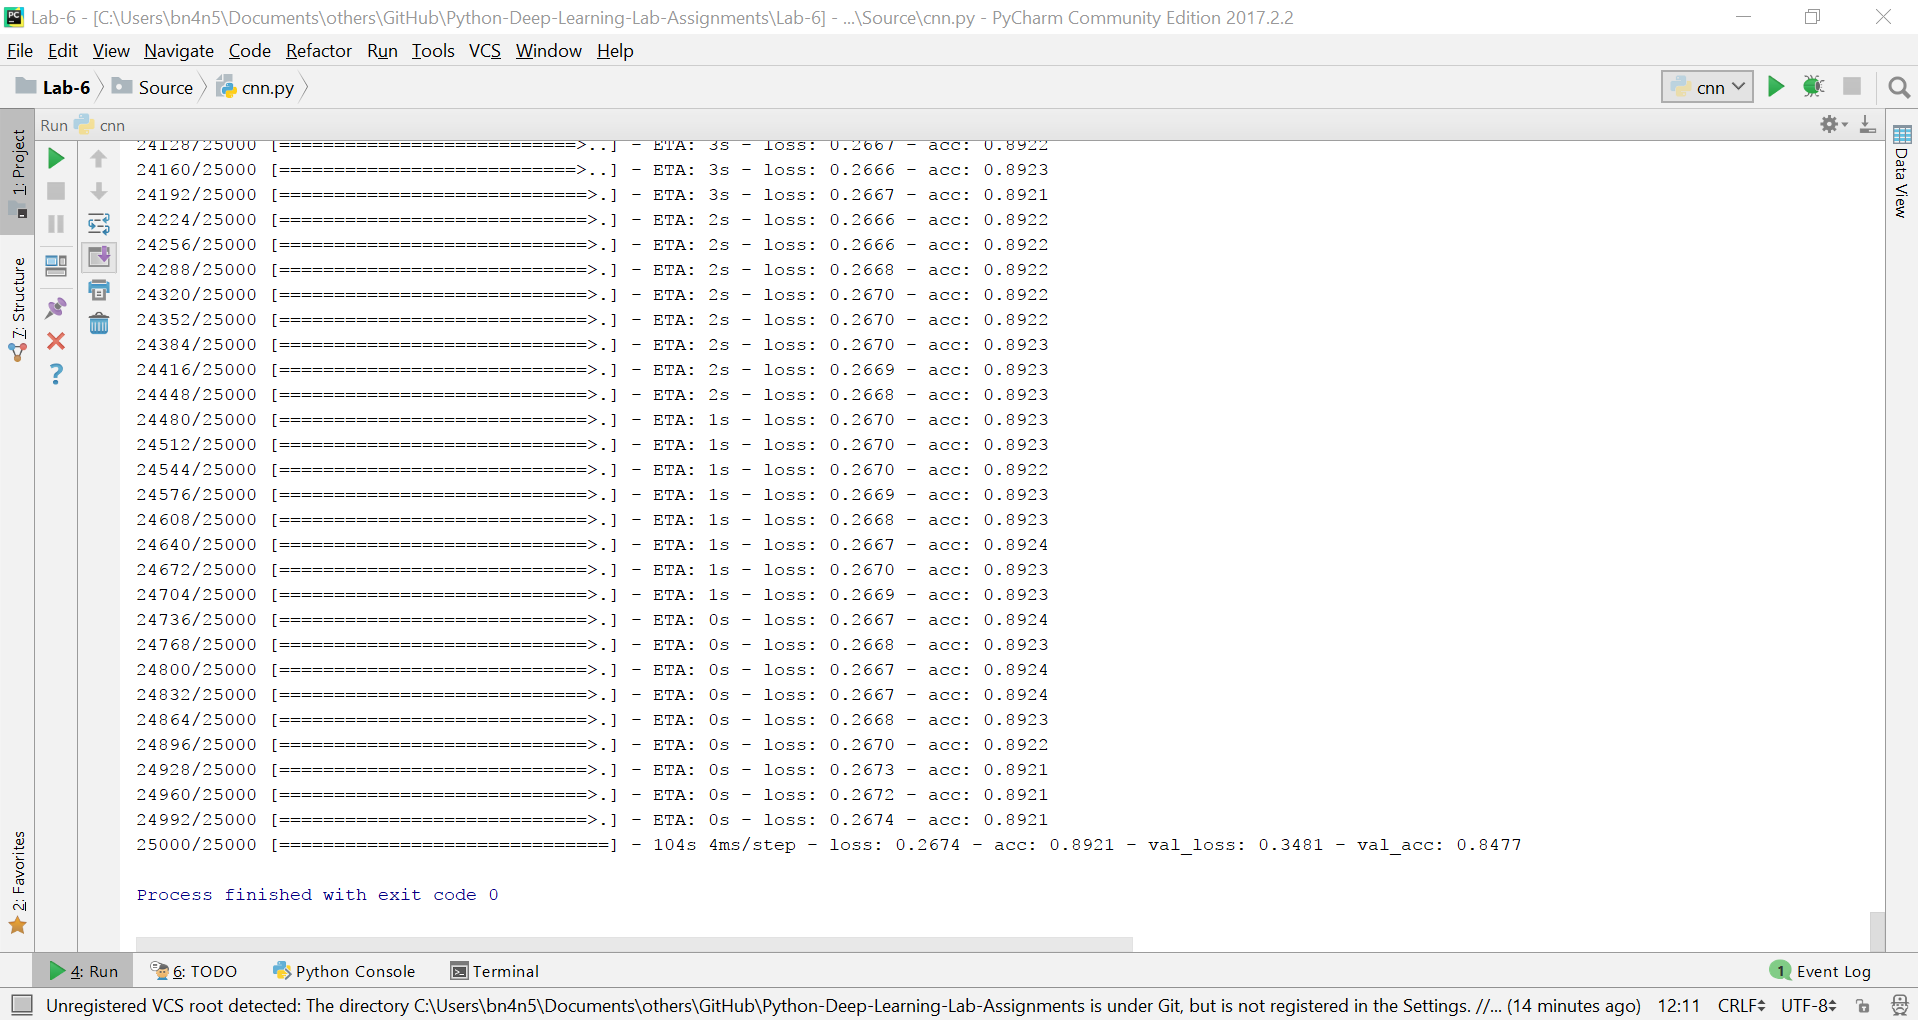 Lab-6 - [C:\Users\bn4n5\Documents\others\GitHub\Python-Deep-Learning-Lab-Assignments\Lab-6] - ...\Source\cnn.py - PyCharm Community Edition 2017.2.2
File Edit View Navigate Code Refactor Run Tools VCS Window Help
Lab-6 Source cnn.py cnn
Run cnn
1: Project
7: Structure
2: Favorites
Data View
24128/25000 [===========================>..] - ETA: 3s - loss: 0.2667 - acc: 0.8922
24160/25000 [===========================>..] - ETA: 3s - loss: 0.2666 - acc: 0.8923
24192/25000 [============================>.] - ETA: 3s - loss: 0.2667 - acc: 0.8921
24224/25000 [============================>.] - ETA: 2s - loss: 0.2666 - acc: 0.8922
24256/25000 [============================>.] - ETA: 2s - loss: 0.2666 - acc: 0.8922
24288/25000 [============================>.] - ETA: 2s - loss: 0.2668 - acc: 0.8922
24320/25000 [============================>.] - ETA: 2s - loss: 0.2670 - acc: 0.8922
24352/25000 [============================>.] - ETA: 2s - loss: 0.2670 - acc: 0.8922
24384/25000 [============================>.] - ETA: 2s - loss: 0.2670 - acc: 0.8923
24416/25000 [============================>.] - ETA: 2s - loss: 0.2669 - acc: 0.8923
24448/25000 [============================>.] - ETA: 2s - loss: 0.2668 - acc: 0.8923
24480/25000 [============================>.] - ETA: 1s - loss: 0.2670 - acc: 0.8923
24512/25000 [============================>.] - ETA: 1s - loss: 0.2670 - acc: 0.8923
24544/25000 [============================>.] - ETA: 1s - loss: 0.2670 - acc: 0.8922
24576/25000 [============================>.] - ETA: 1s - loss: 0.2669 - acc: 0.8923
24608/25000 [============================>.] - ETA: 1s - loss: 0.2668 - acc: 0.8923
24640/25000 [============================>.] - ETA: 1s - loss: 0.2667 - acc: 0.8924
24672/25000 [============================>.] - ETA: 1s - loss: 0.2670 - acc: 0.8923
24704/25000 [============================>.] - ETA: 1s - loss: 0.2669 - acc: 0.8923
24736/25000 [============================>.] - ETA: 0s - loss: 0.2667 - acc: 0.8924
24768/25000 [============================>.] - ETA: 0s - loss: 0.2668 - acc: 0.8923
24800/25000 [============================>.] - ETA: 0s - loss: 0.2667 - acc: 0.8924
24832/25000 [============================>.] - ETA: 0s - loss: 0.2667 - acc: 0.8924
24864/25000 [============================>.] - ETA: 0s - loss: 0.2668 - acc: 0.8923
24896/25000 [============================>.] - ETA: 0s - loss: 0.2670 - acc: 0.8922
24928/25000 [============================>.] - ETA: 0s - loss: 0.2673 - acc: 0.8921
24960/25000 [============================>.] - ETA: 0s - loss: 0.2672 - acc: 0.8921
24992/25000 [============================>.] - ETA: 0s - loss: 0.2674 - acc: 0.8921
25000/25000 [==============================] - 104s 4ms/step - loss: 0.2674 - acc: 0.8921 - val_loss: 0.3481 - val_acc: 0.8477
Process finished with exit code 0
4: Run 6: TODO Python Console Terminal 1 Event Log
Unregistered VCS root detected: The directory C:\Users\bn4n5\Documents\others\GitHub\Python-Deep-Learning-Lab-Assignments is under Git, but is not registered in the Settings. //... (14 minutes ago) 12:11 CRLF UTF-8